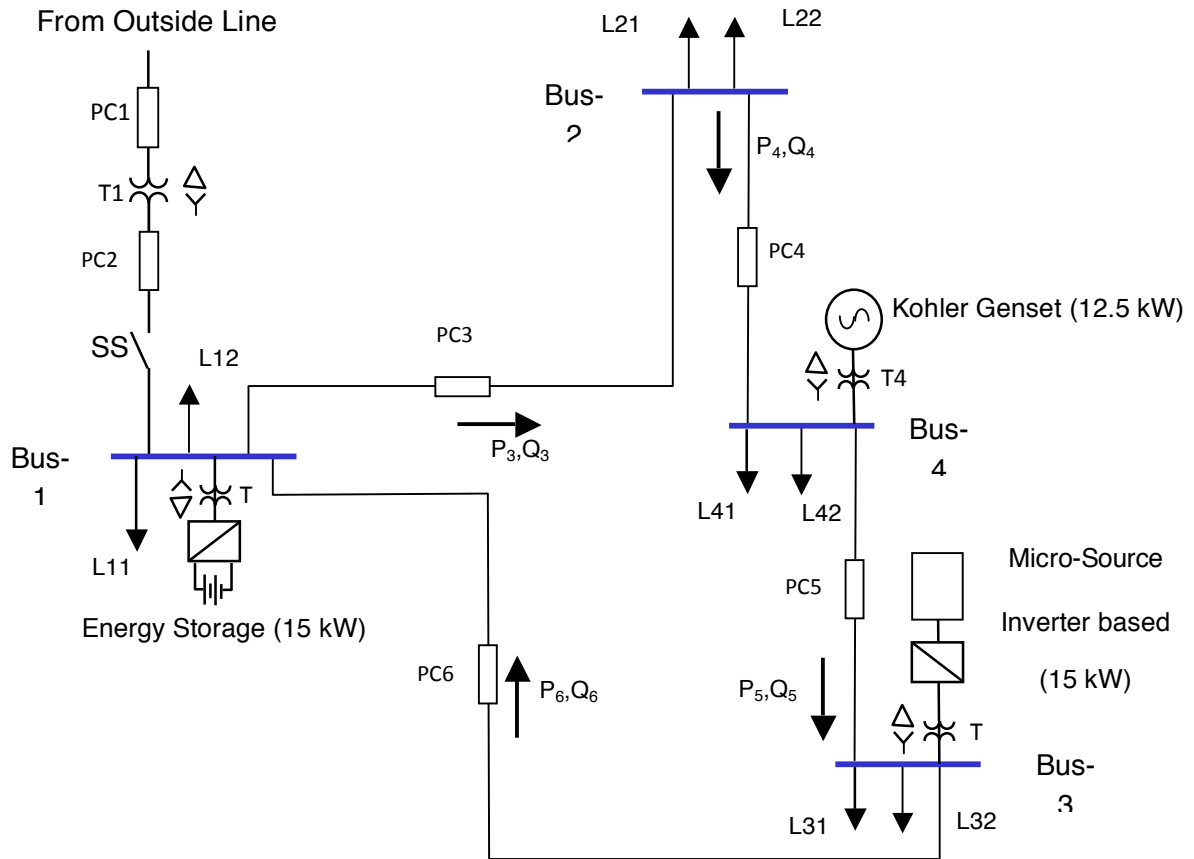 From Outside Line
PC1
T1
PC2
SS
L12
Bus-
1
L11
T
Energy Storage (15 kW)
PC3
P3,Q3
PC6
P6,Q6
L21
L22
Bus-
2
P4,Q4
PC4
Kohler Genset (12.5 kW)
T4
Bus-
4
L41
L42
PC5
P5,Q5
Micro-Source
Inverter based
(15 kW)
T
Bus-
3
L31
L32